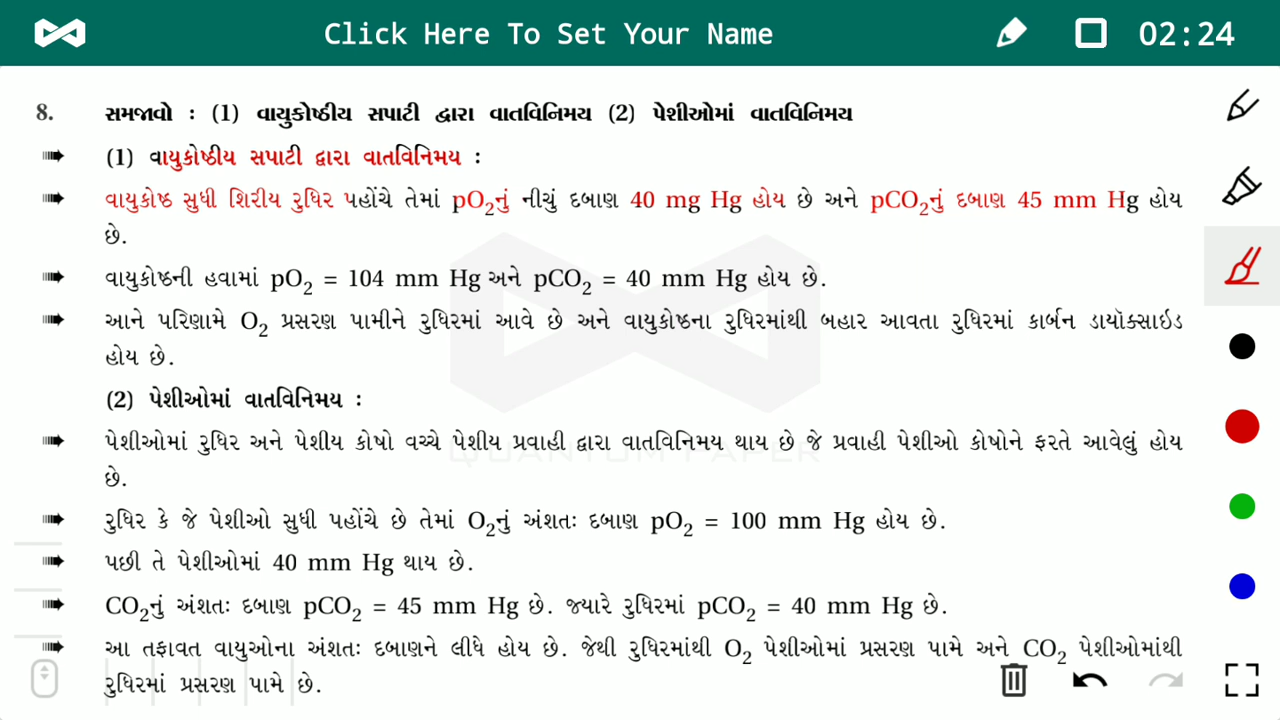 Click Here To Set Your Name
02:24
8. સમજાવો : (1) વાયુકોષ્ઠીય સપાટી દ્વારા વાતવિનિમય (2) પેશીઓમાં વાતવિનિમય
➠ (1) વાયુકોષ્ઠીય સપાટી દ્વારા વાતવિનિમય :
➠ વાયુકોષ્ઠ સુધી શિરીય રુધિર પહોંચે તેમાં pO₂નું નીચું દબાણ 40 mg Hg હોય છે અને pCO₂નું દબાણ 45 mm Hg હોય
છે.
➠ વાયુકોષ્ઠની હવામાં pO₂ = 104 mm Hg અને pCO₂ = 40 mm Hg હોય છે.
➠ આને પરિણામે O₂ પ્રસરણ પામીને રુધિરમાં આવે છે અને વાયુકોષ્ઠના રુધિરમાંથી બહાર આવતા રુધિરમાં કાર્બન ડાયૉક્સાઇડ
હોય છે.
(2) પેશીઓમાં વાતવિનિમય :
➠ પેશીઓમાં રુધિર અને પેશીય કોષો વચ્ચે પેશીય પ્રવાહી દ્વારા વાતવિનિમય થાય છે જે પ્રવાહી પેશીઓ કોષોને ફરતે આવેલું હોય
છે.
QUANTUM PAPER
➠ રુધિર કે જે પેશીઓ સુધી પહોંચે છે તેમાં O₂નું અંશતઃ દબાણ pO₂ = 100 mm Hg હોય છે.
➠ પછી તે પેશીઓમાં 40 mm Hg થાય છે.
➠ CO₂નું અંશતઃ દબાણ pCO₂ = 45 mm Hg છે. જ્યારે રુધિરમાં pCO₂ = 40 mm Hg છે.
➠ આ તફાવત વાયુઓના અંશતઃ દબાણને લીધે હોય છે. જેથી રુધિરમાંથી O₂ પેશીઓમાં પ્રસરણ પામે અને CO₂ પેશીઓમાંથી
રુધિરમાં પ્રસરણ પામે છે.